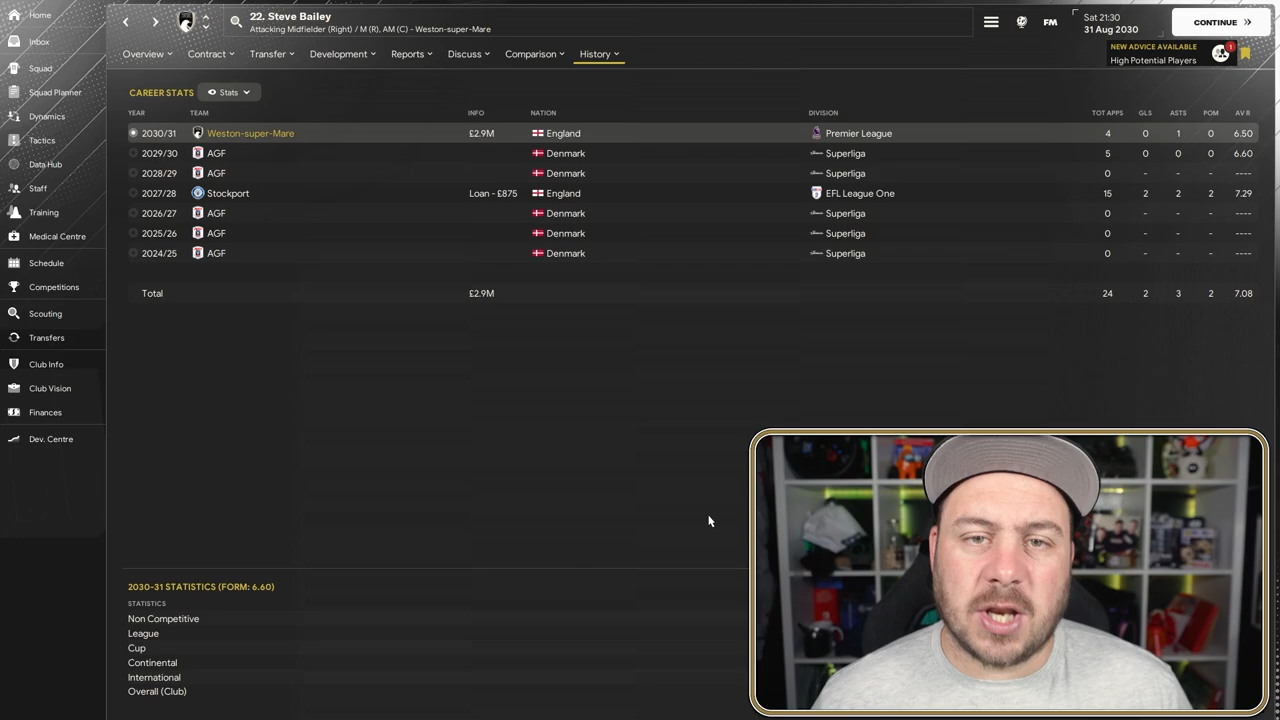 Home
Inbox
Squad
Squad Planner
Dynamics
Tactics
Data Hub
Staff
Training
Medical Centre
Schedule
Competitions
Scouting
Transfers
Club Info
Club Vision
Finances
Dev. Centre
22. Steve Bailey
Attacking Midfielder (Right) / M (R), AM (C) - Weston-super-Mare
FM
Sat 21:30
31 Aug 2030
CONTINUE
Overview Contract Transfer Development Reports Discuss Comparison History
NEW ADVICE AVAILABLE
High Potential Players
1
CAREER STATS Stats
YEAR TEAM INFO NATION DIVISION TOT APPS GLS ASTS POM AV R
2030/31 Weston-super-Mare £2.9M England Premier League 4 0 1 0 6.50
2029/30 AGF Denmark Superliga 5 0 0 0 6.60
2028/29 AGF Denmark Superliga 0 - - - ----
2027/28 Stockport Loan - £875 England EFL League One 15 2 2 2 7.29
2026/27 AGF Denmark Superliga 0 - - - ----
2025/26 AGF Denmark Superliga 0 - - - ----
2024/25 AGF Denmark Superliga 0 - - - ----
Total £2.9M 24 2 3 2 7.08
2030-31 STATISTICS (FORM: 6.60)
STATISTICS
Non Competitive
League
Cup
Continental
International
Overall (Club)